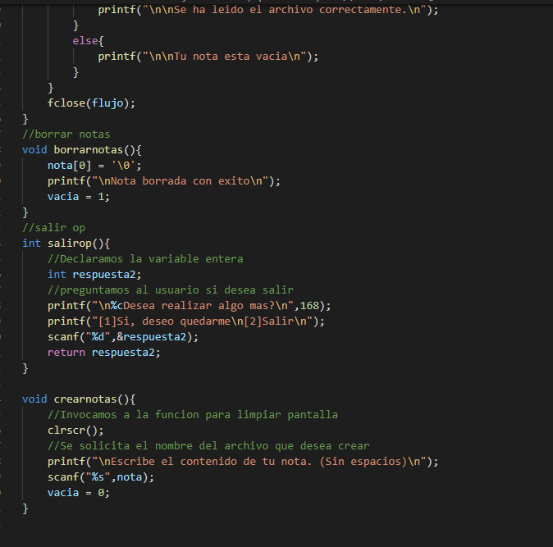 printf("\n\nSe ha leido el archivo correctamente.\n");
}
else{
printf("\n\nTu nota esta vacia\n");
}
}
fclose(flujo);
}
//borrar notas
void borrarnotas(){
nota[0] = '\0';
printf("\nNota borrada con exito\n");
vacia = 1;
}
//salir op
int salirop(){
//Declaramos la variable entera
int respuesta2;
//preguntamos al usuario si desea salir
printf("\n%cDesea realizar algo mas?\n",168);
printf("[1]Si, deseo quedarme\n[2]Salir\n");
scanf("%d",&respuesta2);
return respuesta2;
}
void crearnotas(){
//Invocamos a la funcion para limpiar pantalla
clrscr();
//Se solicita el nombre del archivo que desea crear
printf("\nEscribe el contenido de tu nota. (Sin espacios)\n");
scanf("%s",nota);
vacia = 0;
}